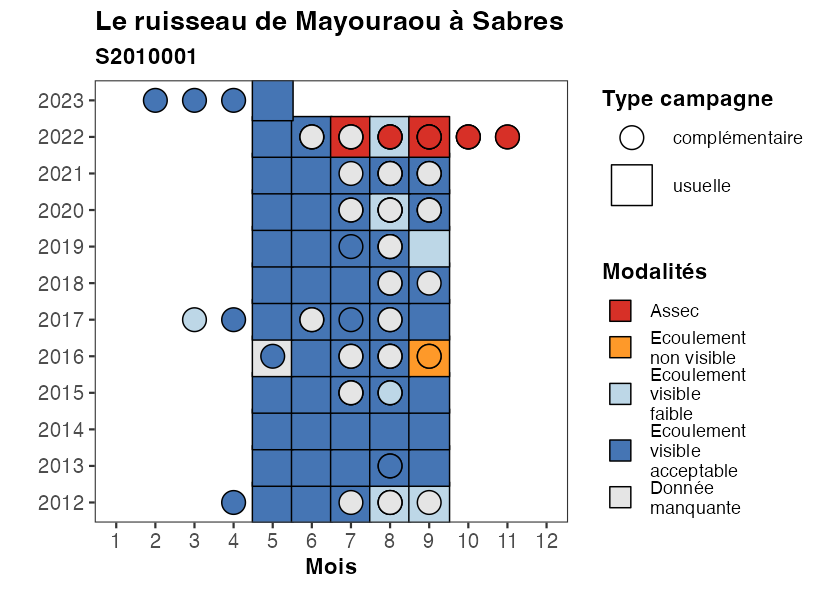 Le ruisseau de Mayouraou à Sabres
S2010001
2023
2022
2021
2020
2019
2018
2017
2016
2015
2014
2013
2012
1 2 3 4 5 6 7 8 9 10 11 12
Mois
Type campagne
complémentaire
usuelle
Modalités
Assec
Ecoulement
non visible
Ecoulement
visible
faible
Ecoulement
visible
acceptable
Donnée
manquante